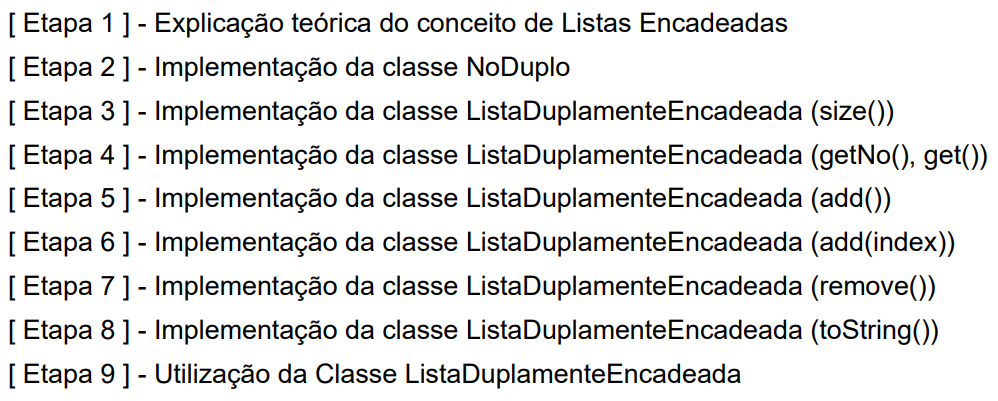 [ Etapa 1 ] - Explicação teórica do conceito de Listas Encadeadas
[ Etapa 2 ] - Implementação da classe NoDuplo
[ Etapa 3 ] - Implementação da classe ListaDuplamenteEncadeada (size())
[ Etapa 4 ] - Implementação da classe ListaDuplamenteEncadeada (getNo(), get())
[ Etapa 5 ] - Implementação da classe ListaDuplamenteEncadeada (add())
[ Etapa 6 ] - Implementação da classe ListaDuplamenteEncadeada (add(index))
[ Etapa 7 ] - Implementação da classe ListaDuplamenteEncadeada (remove())
[ Etapa 8 ] - Implementação da classe ListaDuplamenteEncadeada (toString())
[ Etapa 9 ] - Utilização da Classe ListaDuplamenteEncadeada